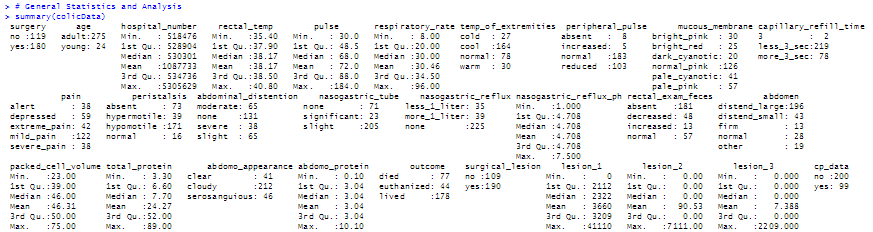 > # General Statistics and Analysis
> summary(colicData)
surgery age hospital_number rectal_temp pulse respiratory_rate temp_of_extremities peripheral_pulse mucous_membrane capillary_refill_time
no :119 adult:275 Min. : 518476 Min. :35.40 Min. : 30.0 Min. : 8.00 cold : 27 absent : 8 bright_pink : 30 3 : 2
yes:180 young: 24 1st Qu.: 528904 1st Qu.:37.90 1st Qu.: 48.5 1st Qu.:20.00 cool :164 increased: 5 bright_red : 25 less_3_sec:219
Median : 530301 Median :38.17 Median : 68.0 Median :28.00 normal : 78 normal :183 dark_cyanotic: 20 more_3_sec: 78
Mean :1087733 Mean :38.17 Mean : 72.0 Mean :30.46 warm : 30 reduced :103 normal_pink :126
3rd Qu.: 534736 3rd Qu.:38.50 3rd Qu.: 88.0 3rd Qu.:34.50 pale_cyanotic: 41
Max. :5305629 Max. :40.80 Max. :184.0 Max. :96.00 pale_pink : 57
pain peristalsis abdominal_distention nasogastric_tube nasogastric_reflux nasogastric_reflux_ph rectal_exam_feces abdomen
alert : 38 absent : 73 moderate: 65 none : 71 less_1_liter: 35 Min. :1.000 absent :181 distend_large:196
depressed : 59 hypermotile: 39 none :131 significant: 23 more_1_liter: 39 1st Qu.:4.708 decreased: 48 distend_small: 43
extreme_pain: 42 hypomotile :171 severe : 38 slight :205 none :225 Median :4.708 increased: 13 firm : 13
mild_pain :122 normal : 16 slight : 65 Mean :4.708 normal : 57 normal : 28
severe_pain : 38 3rd Qu.:4.708 other : 19
Max. :7.500
packed_cell_volume total_protein abdomo_appearance abdomo_protein outcome surgical_lesion lesion_1 lesion_2 lesion_3 cp_data
Min. :23.00 Min. : 3.30 clear : 41 Min. : 0.10 died : 77 no :109 Min. : 0 Min. : 0.00 Min. : 0.000 no :200
1st Qu.:39.00 1st Qu.: 6.60 cloudy :212 1st Qu.: 3.04 euthanized: 44 yes:190 1st Qu.: 2112 1st Qu.: 0.00 1st Qu.: 0.000 yes: 99
Median :46.00 Median : 7.70 serosanguious: 46 Median : 3.04 lived :178 Median : 2322 Median : 0.00 Median : 0.000
Mean :46.31 Mean :24.27 Mean : 3.04 Mean : 3660 Mean : 90.53 Mean : 7.388
3rd Qu.:50.00 3rd Qu.:52.00 3rd Qu.: 3.04 3rd Qu.: 3209 3rd Qu.: 0.00 3rd Qu.: 0.000
Max. :75.00 Max. :89.00 Max. :10.10 Max. :41110 Max. :7111.00 Max. :2209.000